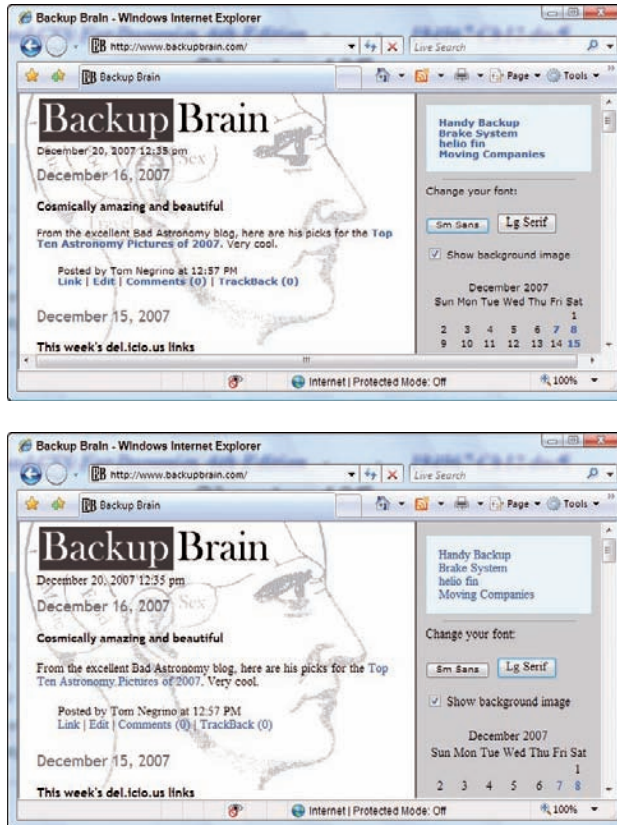 Backup Brain - Windows Internet Explorer
http://www.backupbrain.com/
Live Search
Backup Brain
Page
Tools
Backup Brain
December 20, 2007 12:35 pm
December 16, 2007
Cosmically amazing and beautiful
From the excellent Bad Astronomy blog, here are his picks for the Top
Ten Astronomy Pictures of 2007. Very cool.
Posted by Tom Negrino at 12:57 PM
Link | Edit | Comments (0) | TrackBack (0)
December 15, 2007
This week's del.icio.us links
Handy Backup
Brake System
helio fin
Moving Companies
Change your font:
Sm Sans
Lg Serif
Show background image
December 2007
Sun Mon Tue Wed Thu Fri Sat
1
2 3 4 5 6 7 8
9 10 11 12 13 14 15
Internet | Protected Mode: Off
100%
Backup Brain - Windows Internet Explorer
http://www.backupbrain.com/
Live Search
Backup Brain
Page
Tools
Backup Brain
December 20, 2007 12:35 pm
December 16, 2007
Cosmically amazing and beautiful
From the excellent Bad Astronomy blog, here are his picks for the Top
Ten Astronomy Pictures of 2007. Very cool.
Posted by Tom Negrino at 12:57 PM
Link | Edit | Comments (0) | TrackBack (0)
December 15, 2007
This week's del.icio.us links
Handy Backup
Brake System
helio fin
Moving Companies
Change your font:
Sm Sans
Lg Serif
Show background image
December 2007
Sun Mon Tue Wed Thu Fri Sat
1
2 3 4 5 6 7 8
Internet | Protected Mode: Off
100%